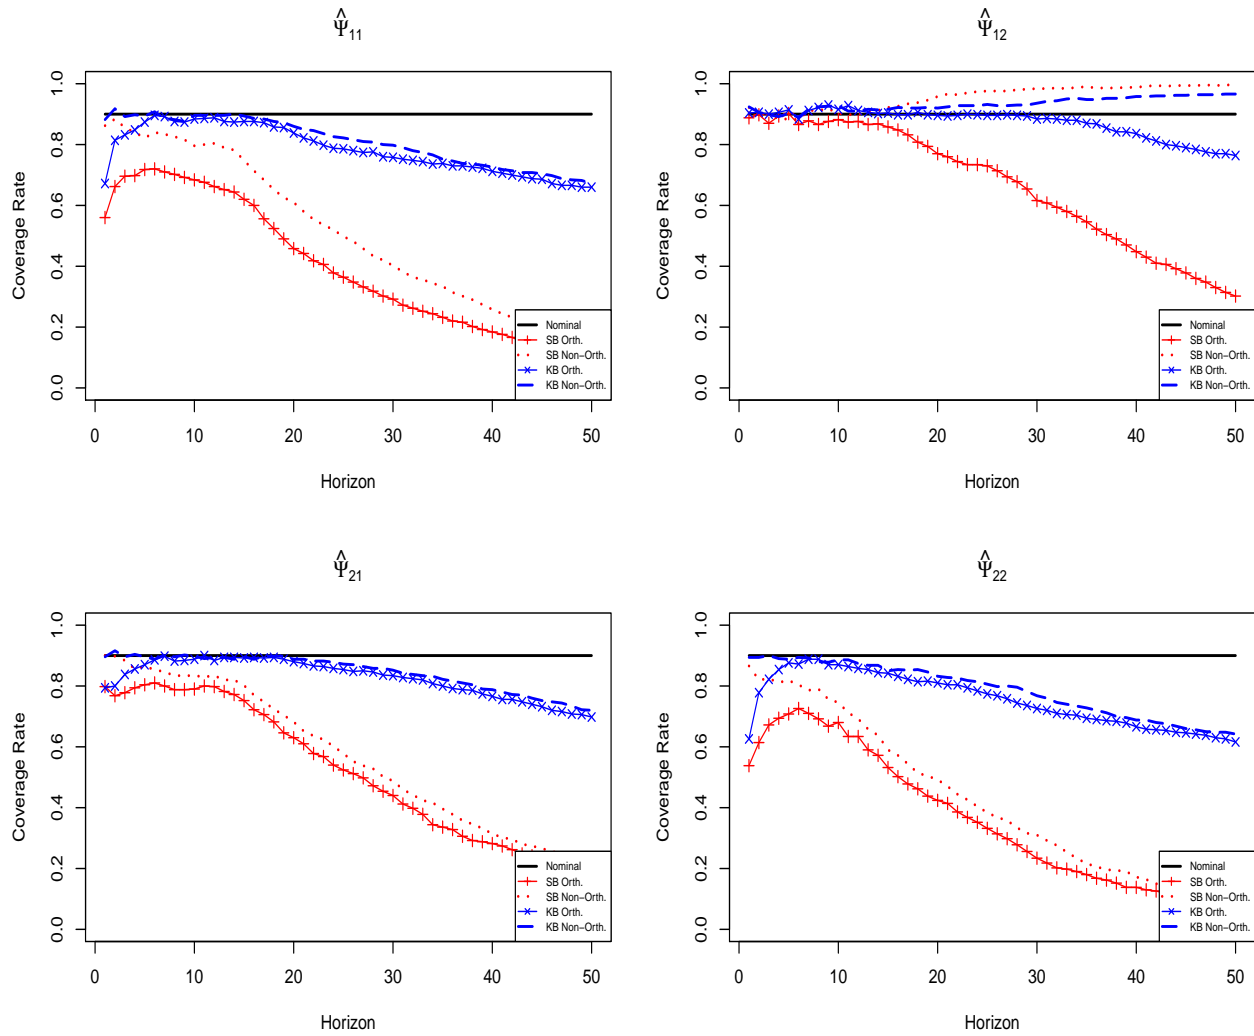 Ψ̂11
Coverage Rate
1.0
0.8
0.6
0.4
0.2
0.0
Nominal
SB Orth.
SB Non−Orth.
KB Orth.
KB Non−Orth.
0 10 20 30 40 50
Horizon
Ψ̂12
Coverage Rate
1.0
0.8
0.6
0.4
0.2
0.0
Nominal
SB Orth.
SB Non−Orth.
KB Orth.
KB Non−Orth.
0 10 20 30 40 50
Horizon
Ψ̂21
Coverage Rate
1.0
0.8
0.6
0.4
0.2
0.0
Nominal
SB Orth.
SB Non−Orth.
KB Orth.
KB Non−Orth.
0 10 20 30 40 50
Horizon
Ψ̂22
Coverage Rate
1.0
0.8
0.6
0.4
0.2
0.0
Nominal
SB Orth.
SB Non−Orth.
KB Orth.
KB Non−Orth.
0 10 20 30 40 50
Horizon